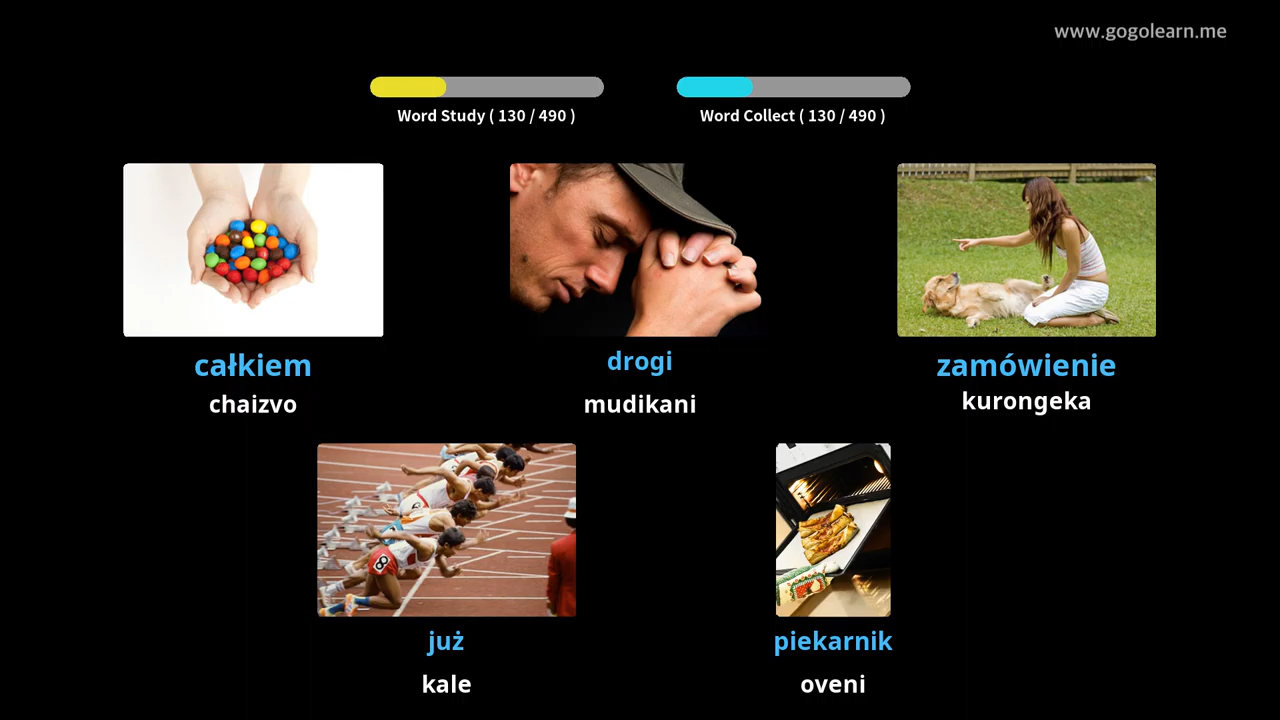 www.gogolearn.me
Word Study ( 130 / 490 )
Word Collect ( 130 / 490 )
całkiem
chaizvo
drogi
mudikani
zamówienie
kurongeka
już
kale
piekarnik
oveni